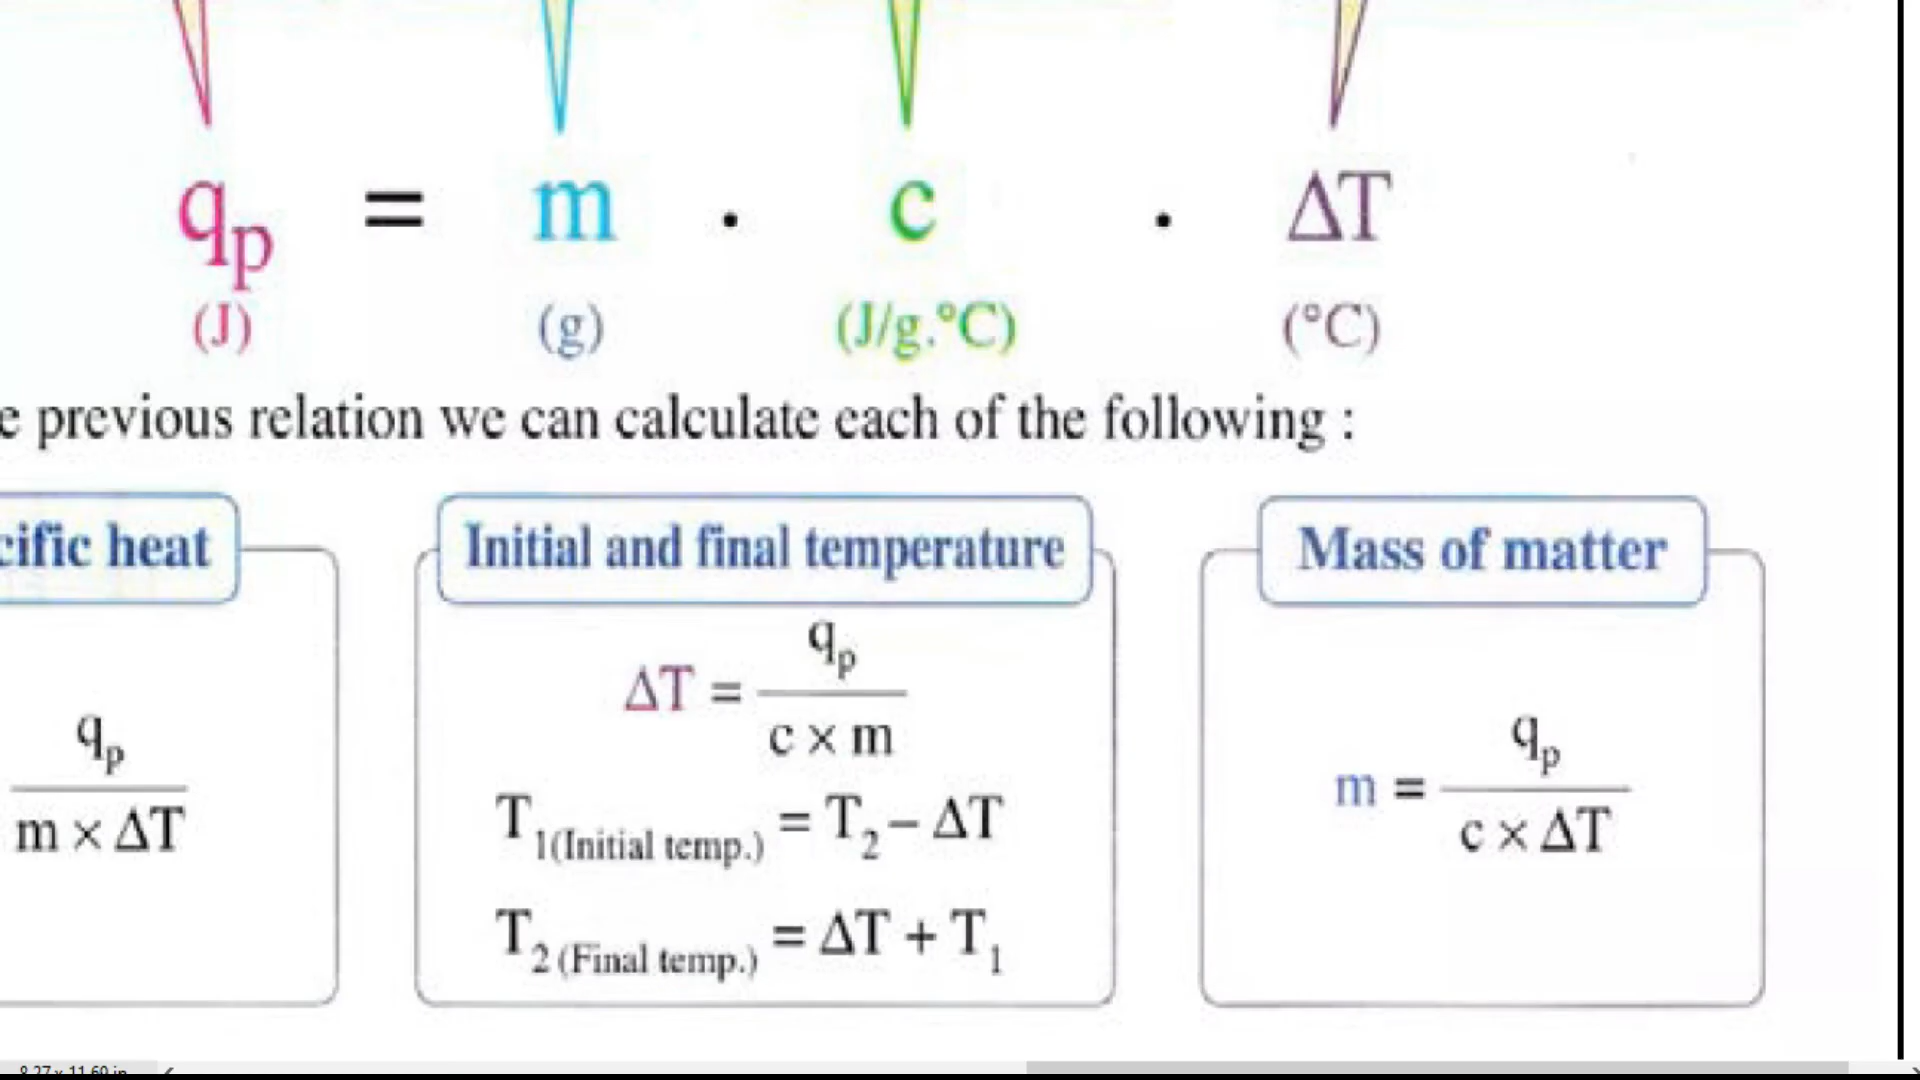 qp = m . c . ΔT
(J) (g) (J/g.°C) (°C)
e previous relation we can calculate each of the following :
cific heat
qp
m × ΔT
Initial and final temperature
ΔT = qp
c × m
T1(Initial temp.) = T2 – ΔT
T2 (Final temp.) = ΔT + T1
Mass of matter
m = qp
c × ΔT